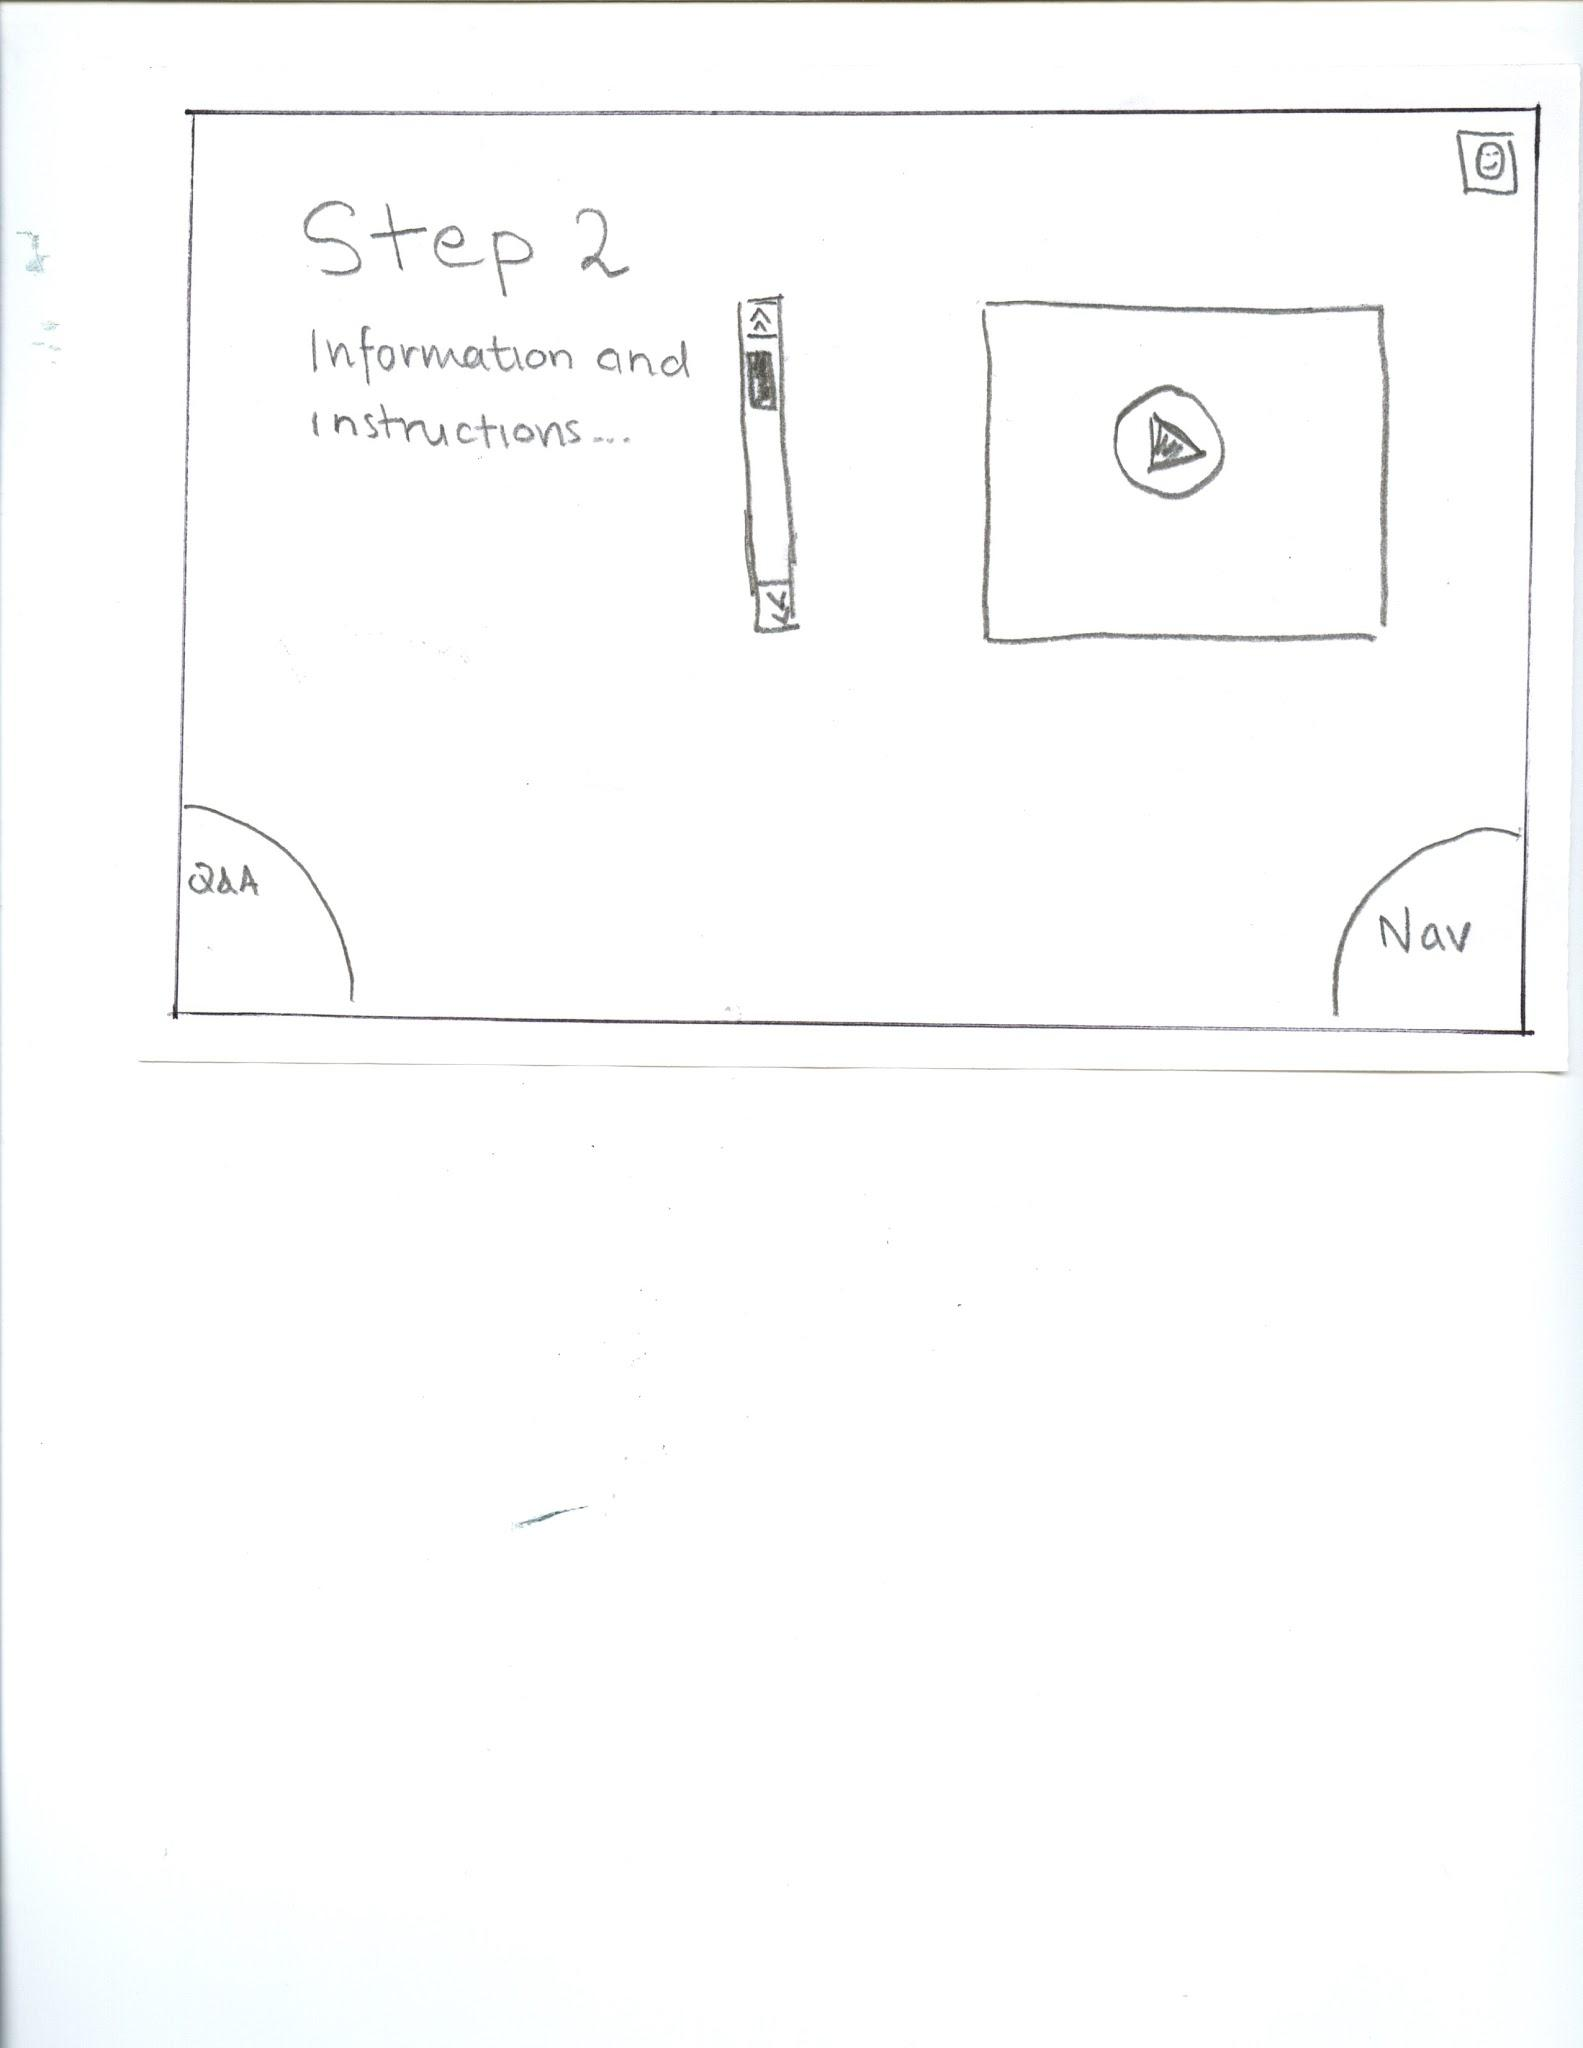 Step 2
Information and
instructions...
Q&A
Nav